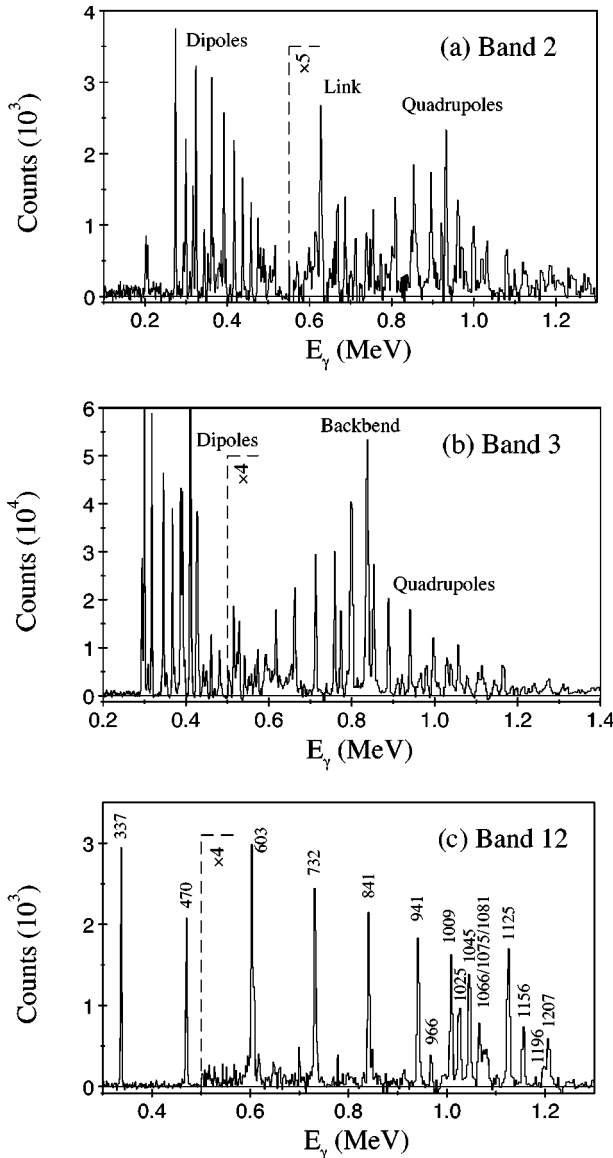 (a) Band 2
Dipoles
×5
Link
Quadrupoles
Counts (10³)
4
3
2
1
0
0.2 0.4 0.6 0.8 1.0 1.2
Eγ (MeV)
(b) Band 3
Dipoles
×4
Backbend
Quadrupoles
Counts (10⁴)
6
5
4
3
2
1
0
0.2 0.4 0.6 0.8 1.0 1.2 1.4
Eγ (MeV)
(c) Band 12
337
470
×4
603
732
841
941
966
1009
1025
1045
1066/1075/1081
1125
1156
1196
1207
Counts (10³)
3
2
1
0
0.4 0.6 0.8 1.0 1.2
Eγ (MeV)